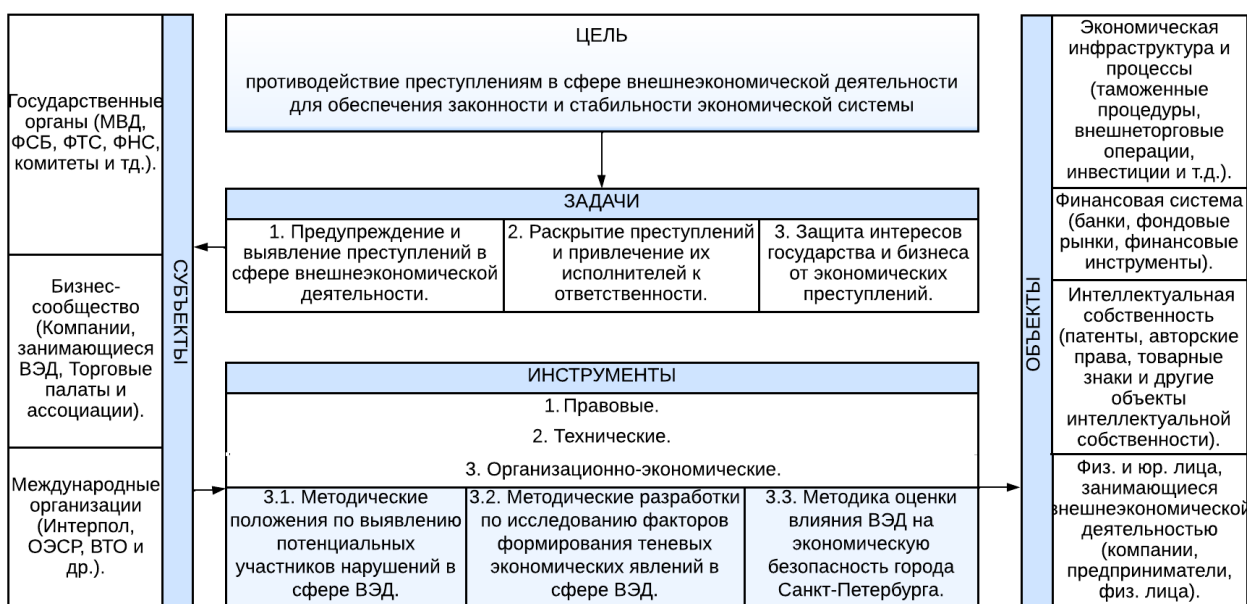 Государственные
органы (МВД,
ФСБ, ФТС, ФНС,
комитеты и тд.).
Бизнес-
сообщество
(Компании,
занимающиеся
ВЭД, Торговые
палаты и
ассоциации).
Международные
организации
(Интерпол,
ОЭСР, ВТО и
др.).
СУБЪЕКТЫ
ЦЕЛЬ
противодействие преступлениям в сфере внешнеэкономической деятельности
для обеспечения законности и стабильности экономической системы
ЗАДАЧИ
1. Предупреждение и
выявление преступлений в
сфере внешнеэкономической
деятельности.
2. Раскрытие преступлений
и привлечение их
исполнителей к
ответственности.
3. Защита интересов
государства и бизнеса
от экономических
преступлений.
ИНСТРУМЕНТЫ
1. Правовые.
2. Технические.
3. Организационно-экономические.
3.1. Методические
положения по выявлению
потенциальных
участников нарушений в
сфере ВЭД.
3.2. Методические разработки
по исследованию факторов
формирования теневых
экономических явлений в
сфере ВЭД.
3.3. Методика оценки
влияния ВЭД на
экономическую
безопасность города
Санкт-Петербурга.
ОБЪЕКТЫ
Экономическая
инфраструктура и
процессы
(таможенные
процедуры,
внешнеторговые
операции,
инвестиции и т.д.).
Финансовая система
(банки, фондовые
рынки, финансовые
инструменты).
Интеллектуальная
собственность
(патенты, авторские
права, товарные
знаки и другие
объекты
интеллектуальной
собственности).
Физ. и юр. лица,
занимающиеся
внешнеэкономической
деятельностью
(компании,
предприниматели,
физ. лица).